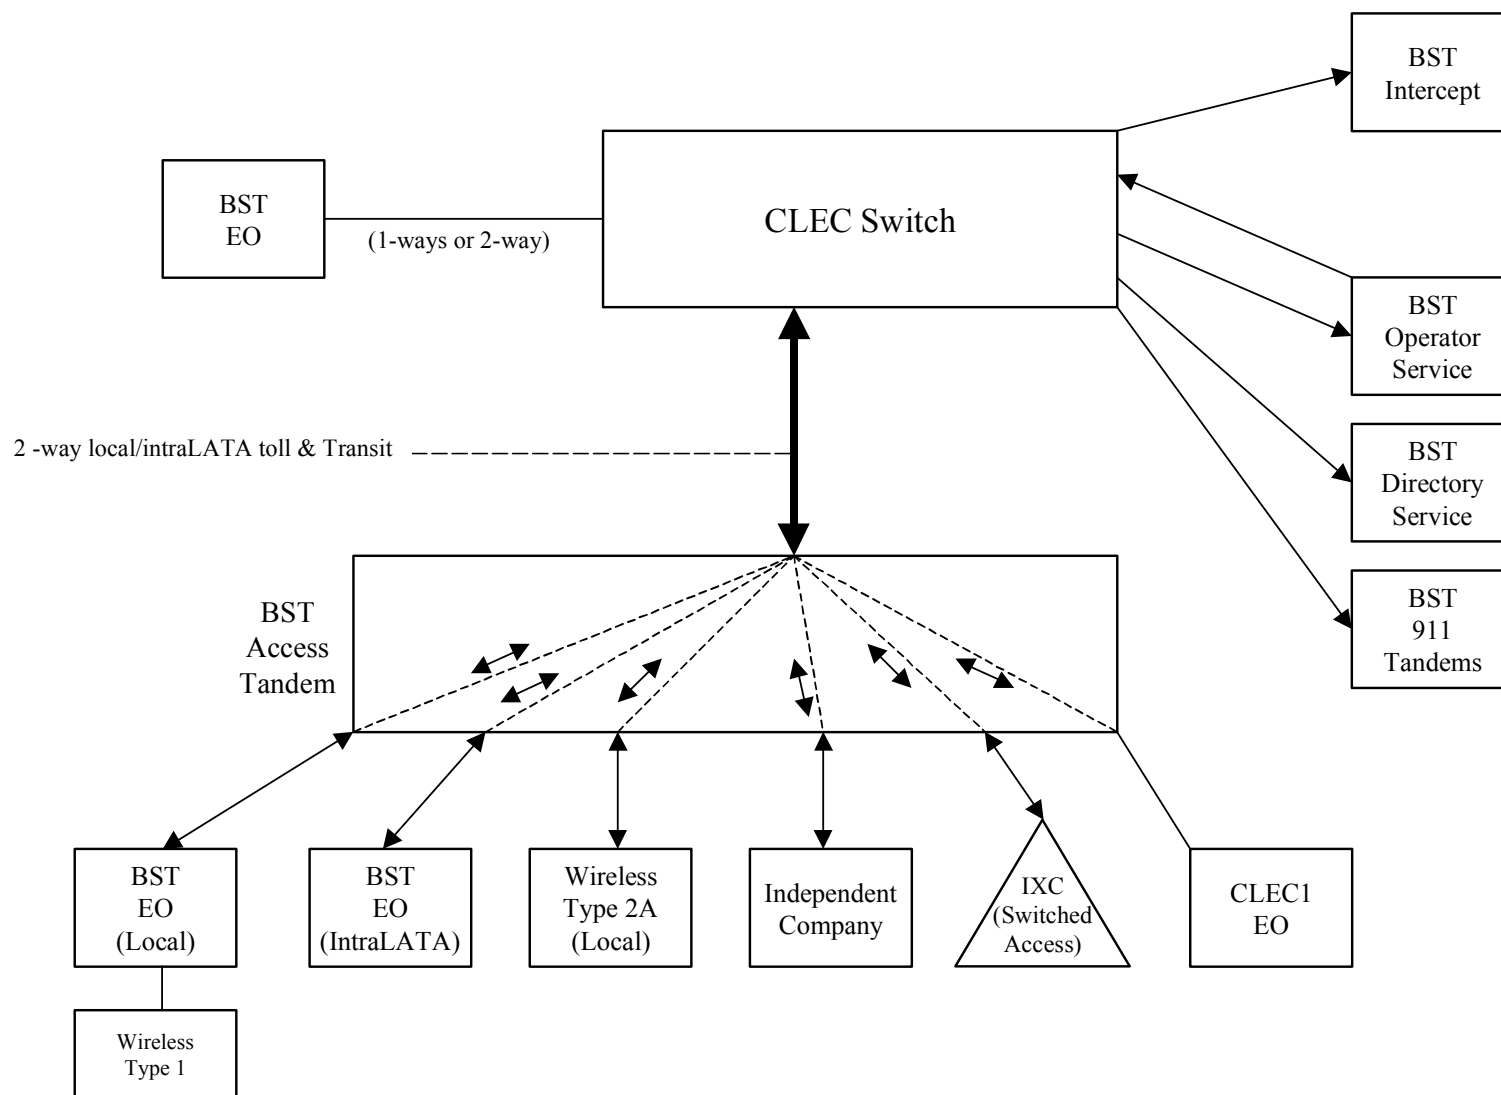 BST
Intercept
BST
EO
(1-ways or 2-way)
CLEC Switch
BST
Operator
Service
2 -way local/intraLATA toll & Transit
BST
Directory
Service
BST
911
Tandems
BST
Access
Tandem
BST
EO
(Local)
BST
EO
(IntraLATA)
Wireless
Type 2A
(Local)
Independent
Company
IXC
(Switched
Access)
CLEC1
EO
Wireless
Type 1